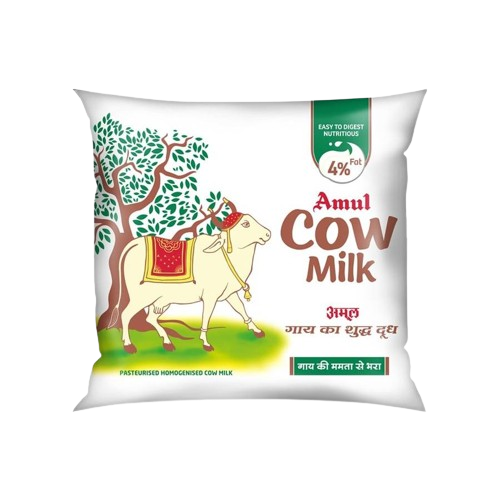 EASY TO DIGEST
NUTRITIOUS
4% Fat
Amul
Cow
Milk
अमूल
गाय का शुद्ध दूध
गाय की ममता से भरा
PASTEURISED HOMOGENISED COW MILK